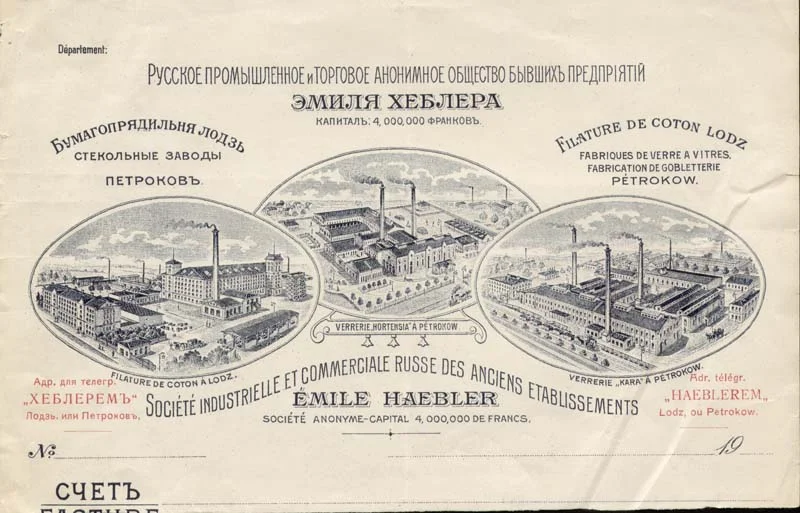 Département:
Русское промышленное и торговое анонимное общество бывшихъ предпріятій
ЭМИЛЯ ХЕБЛЕРА
КАПИТАЛЪ: 4,000,000 ФРАНКОВЪ.
Бумагопрядильня Лодзь
СТЕКОЛЬНЫЕ ЗАВОДЫ
ПЕТРОКОВЪ.
Filature de Coton Lodz
FABRIQUES DE VERRE A VITRES,
FABRICATION DE GOBLETTERIE
PÉTROKOW.
VERRERIE „HORTENSIA" À PÉTROKOW
FILATURE DE COTON À LODZ.
VERRERIE „KARA" À PÉTROKOW.
Адр. для телегр.
„ХЕБЛЕРЕМЪ"
Лодзь. или Петроковъ.
Adr. télégr.
„HAEBLEREM"
Lodz, ou Petrokow.
Société Industrielle et Commerciale Russe des Anciens Etablissements
ÉMILE HAEBLER
SOCIÉTÉ ANONYME-CAPITAL 4,000,000 DE FRANCS.
№
19
СЧЕТЪ
FACTURE